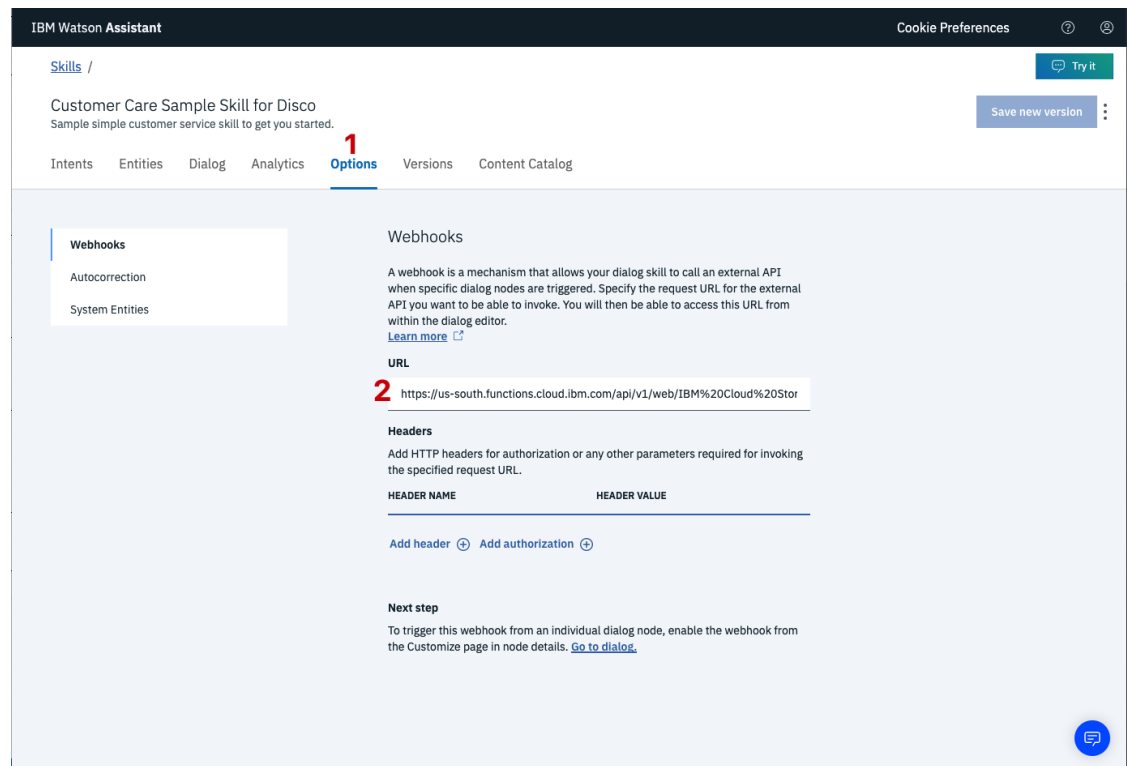 IBM Watson Assistant
Cookie Preferences
Skills /
Try it
Customer Care Sample Skill for Disco
Sample simple customer service skill to get you started.
Save new version
1
Intents Entities Dialog Analytics Options Versions Content Catalog
Webhooks
Autocorrection
System Entities
Webhooks
A webhook is a mechanism that allows your dialog skill to call an external API
when specific dialog nodes are triggered. Specify the request URL for the external
API you want to be able to invoke. You will then be able to access this URL from
within the dialog editor.
Learn more
URL
2 https://us-south.functions.cloud.ibm.com/api/v1/web/IBM%20Cloud%20Stor
Headers
Add HTTP headers for authorization or any other parameters required for invoking
the specified request URL.
HEADER NAME HEADER VALUE
Add header Add authorization
Next step
To trigger this webhook from an individual dialog node, enable the webhook from
the Customize page in node details. Go to dialog.